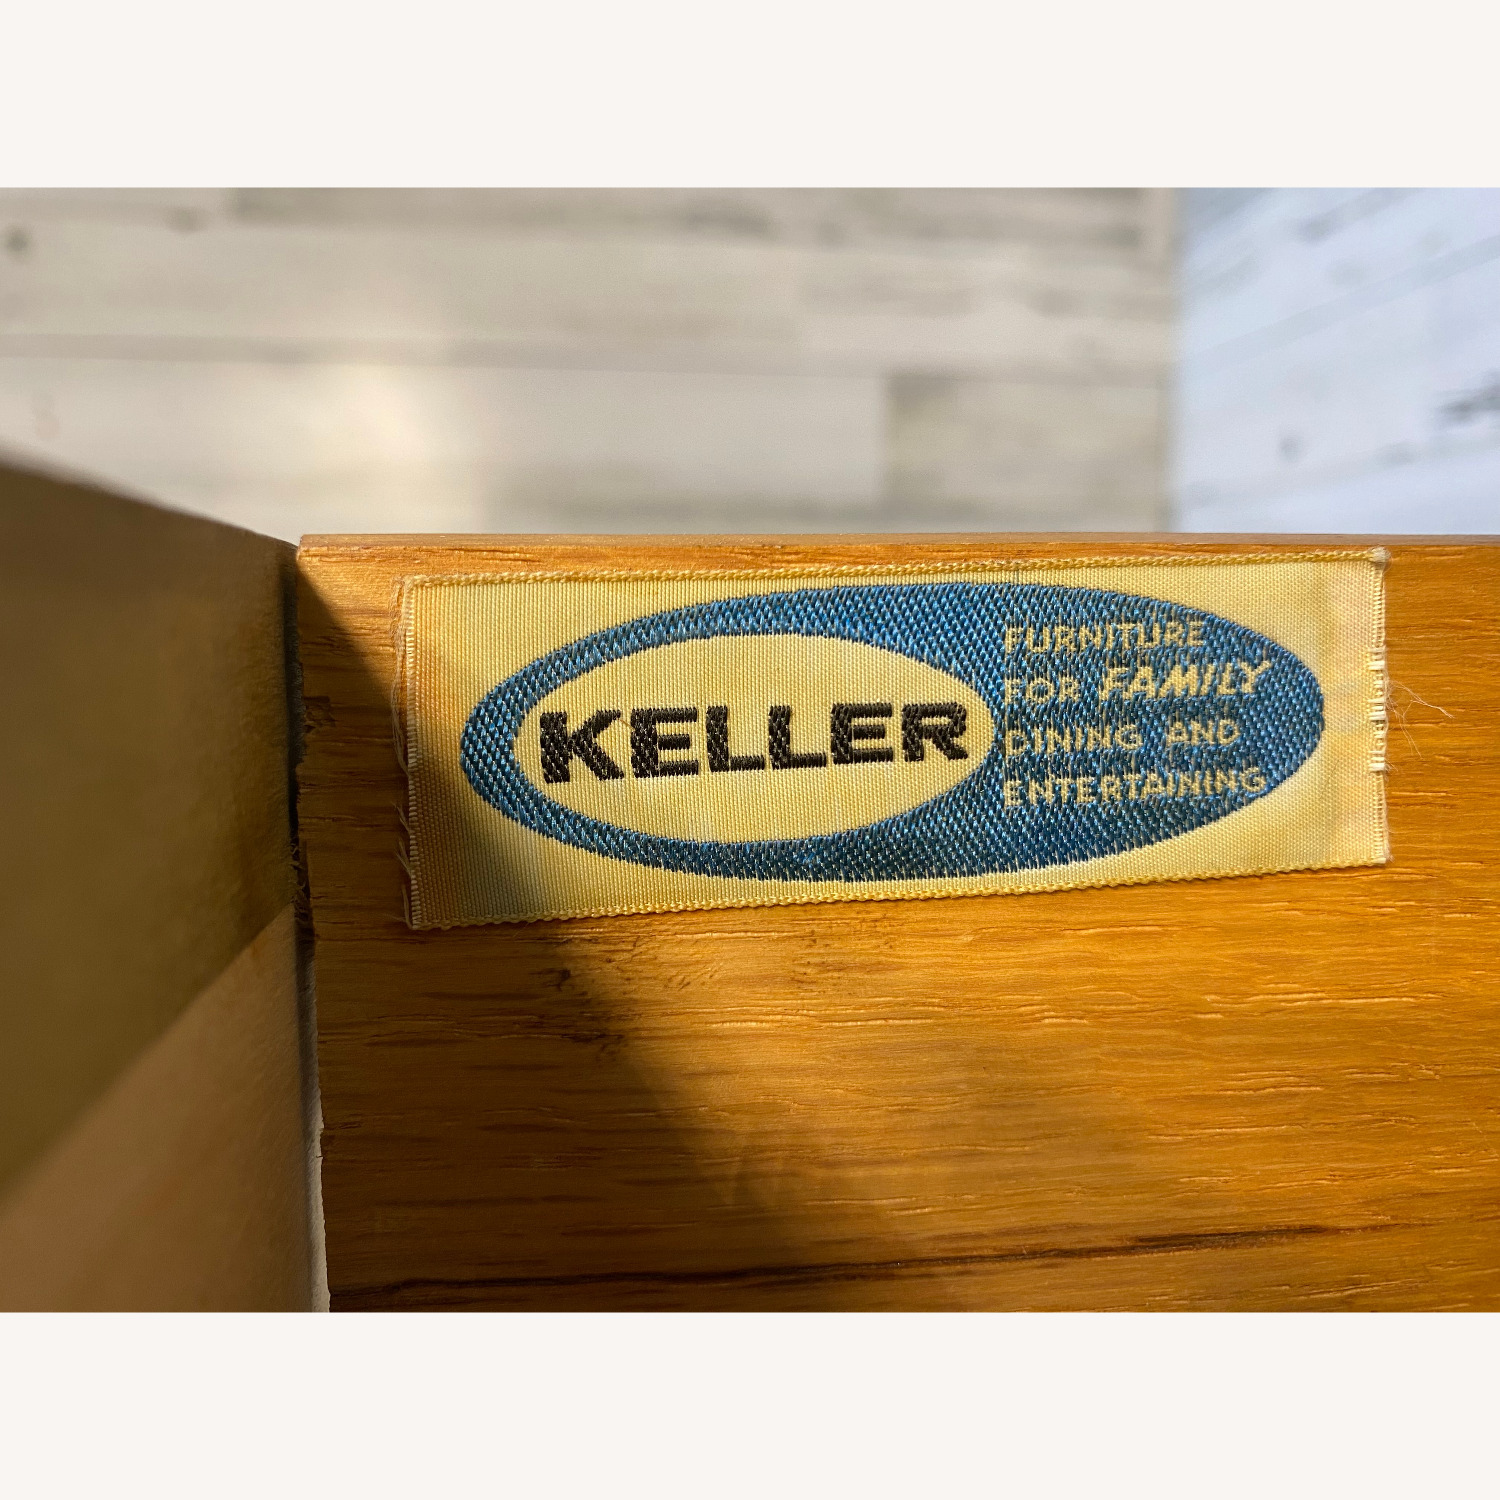 KELLER
FURNITURE
FOR FAMILY
DINING AND
ENTERTAINING